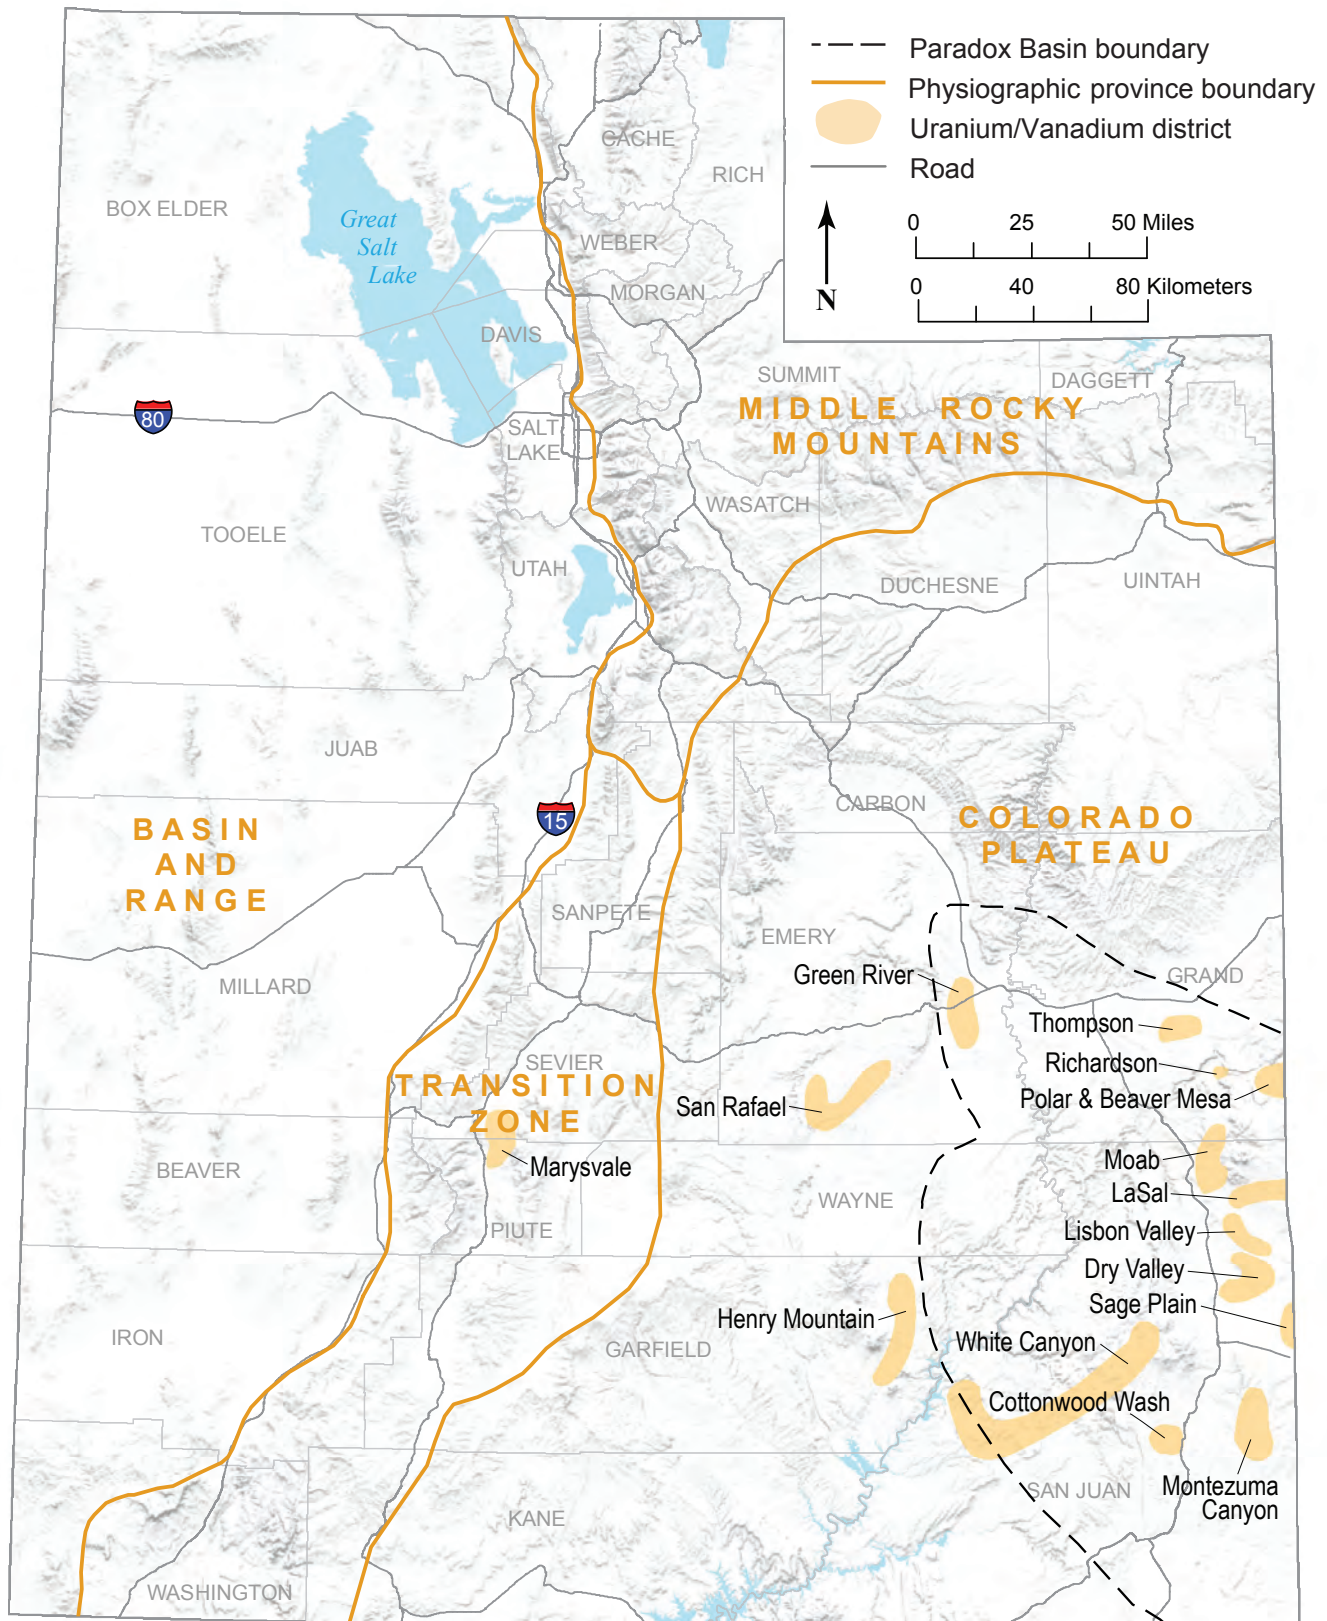 Paradox Basin boundary
Physiographic province boundary
Uranium/Vanadium district
Road
N
0 25 50 Miles
0 40 80 Kilometers
CACHE
RICH
BOX ELDER
Great
Salt
Lake
WEBER
MORGAN
DAVIS
SUMMIT
DAGGETT
MIDDLE ROCKY
MOUNTAINS
80
SALT
LAKE
WASATCH
TOOELE
UTAH
DUCHESNE
UINTAH
JUAB
CARBON
COLORADO
PLATEAU
15
BASIN
AND
RANGE
SANPETE
EMERY
MILLARD
Green River
GRAND
Thompson
SEVIER
Richardson
TRANSITION
ZONE
San Rafael
Polar & Beaver Mesa
Marysvale
BEAVER
Moab
LaSal
WAYNE
PIUTE
Lisbon Valley
Dry Valley
Sage Plain
Henry Mountain
IRON
GARFIELD
White Canyon
Cottonwood Wash
SAN JUAN
Montezuma
Canyon
KANE
WASHINGTON